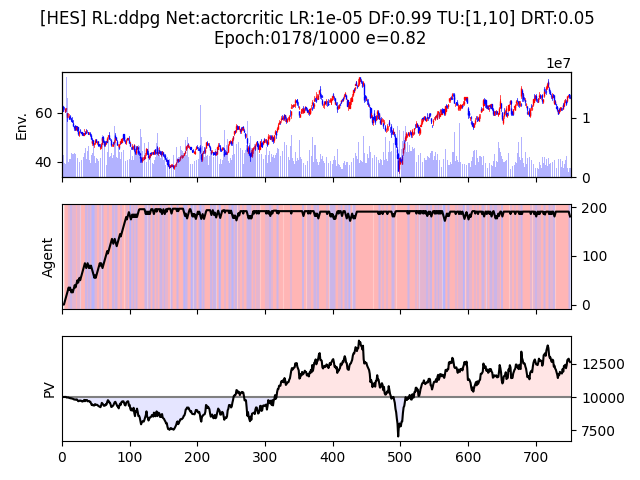 [HES] RL:ddpg Net:actorcritic LR:1e-05 DF:0.99 TU:[1,10] DRT:0.05
Epoch:0178/1000 e=0.82
1e7
Env.
60
40
1
0
Agent
200
100
0
PV
12500
10000
7500
0 100 200 300 400 500 600 700